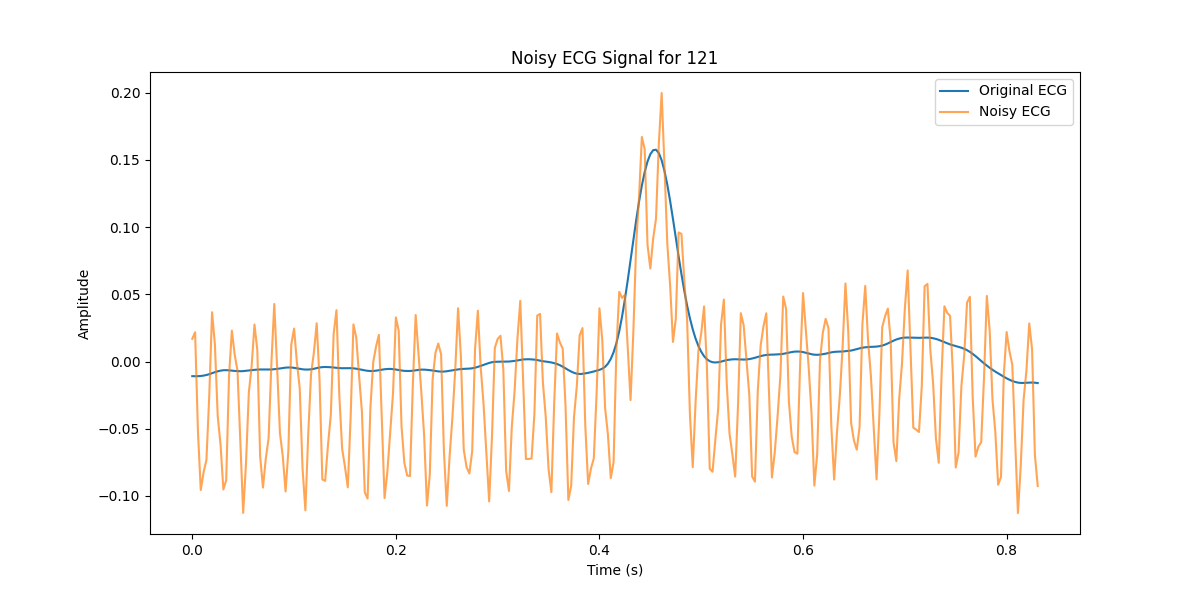 Noisy ECG Signal for 121
Original ECG
Noisy ECG
0.20
0.15
0.10
0.05
0.00
−0.05
−0.10
Amplitude
0.0 0.2 0.4 0.6 0.8
Time (s)